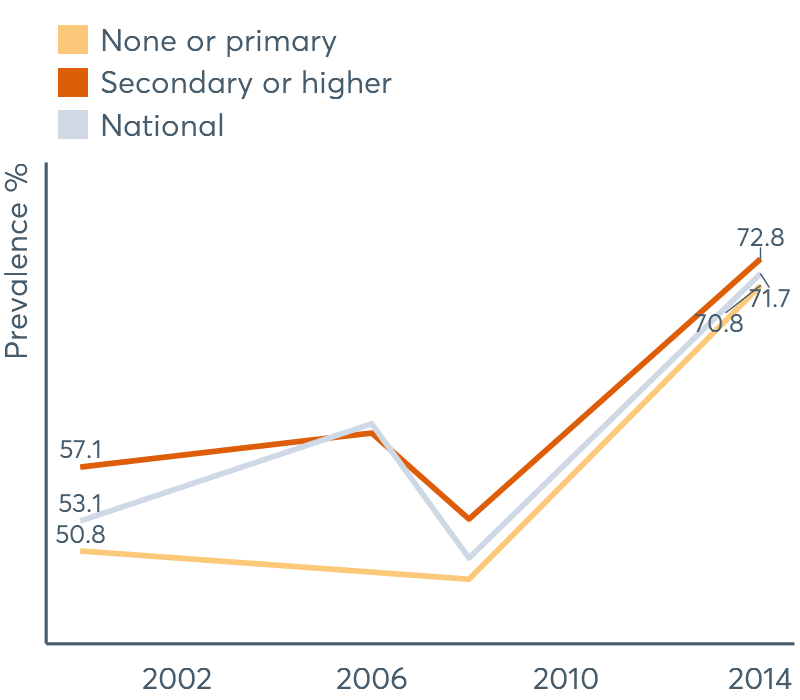 None or primary
Secondary or higher
National
Prevalence %
72.8
71.7
70.8
57.1
53.1
50.8
2002
2006
2010
2014